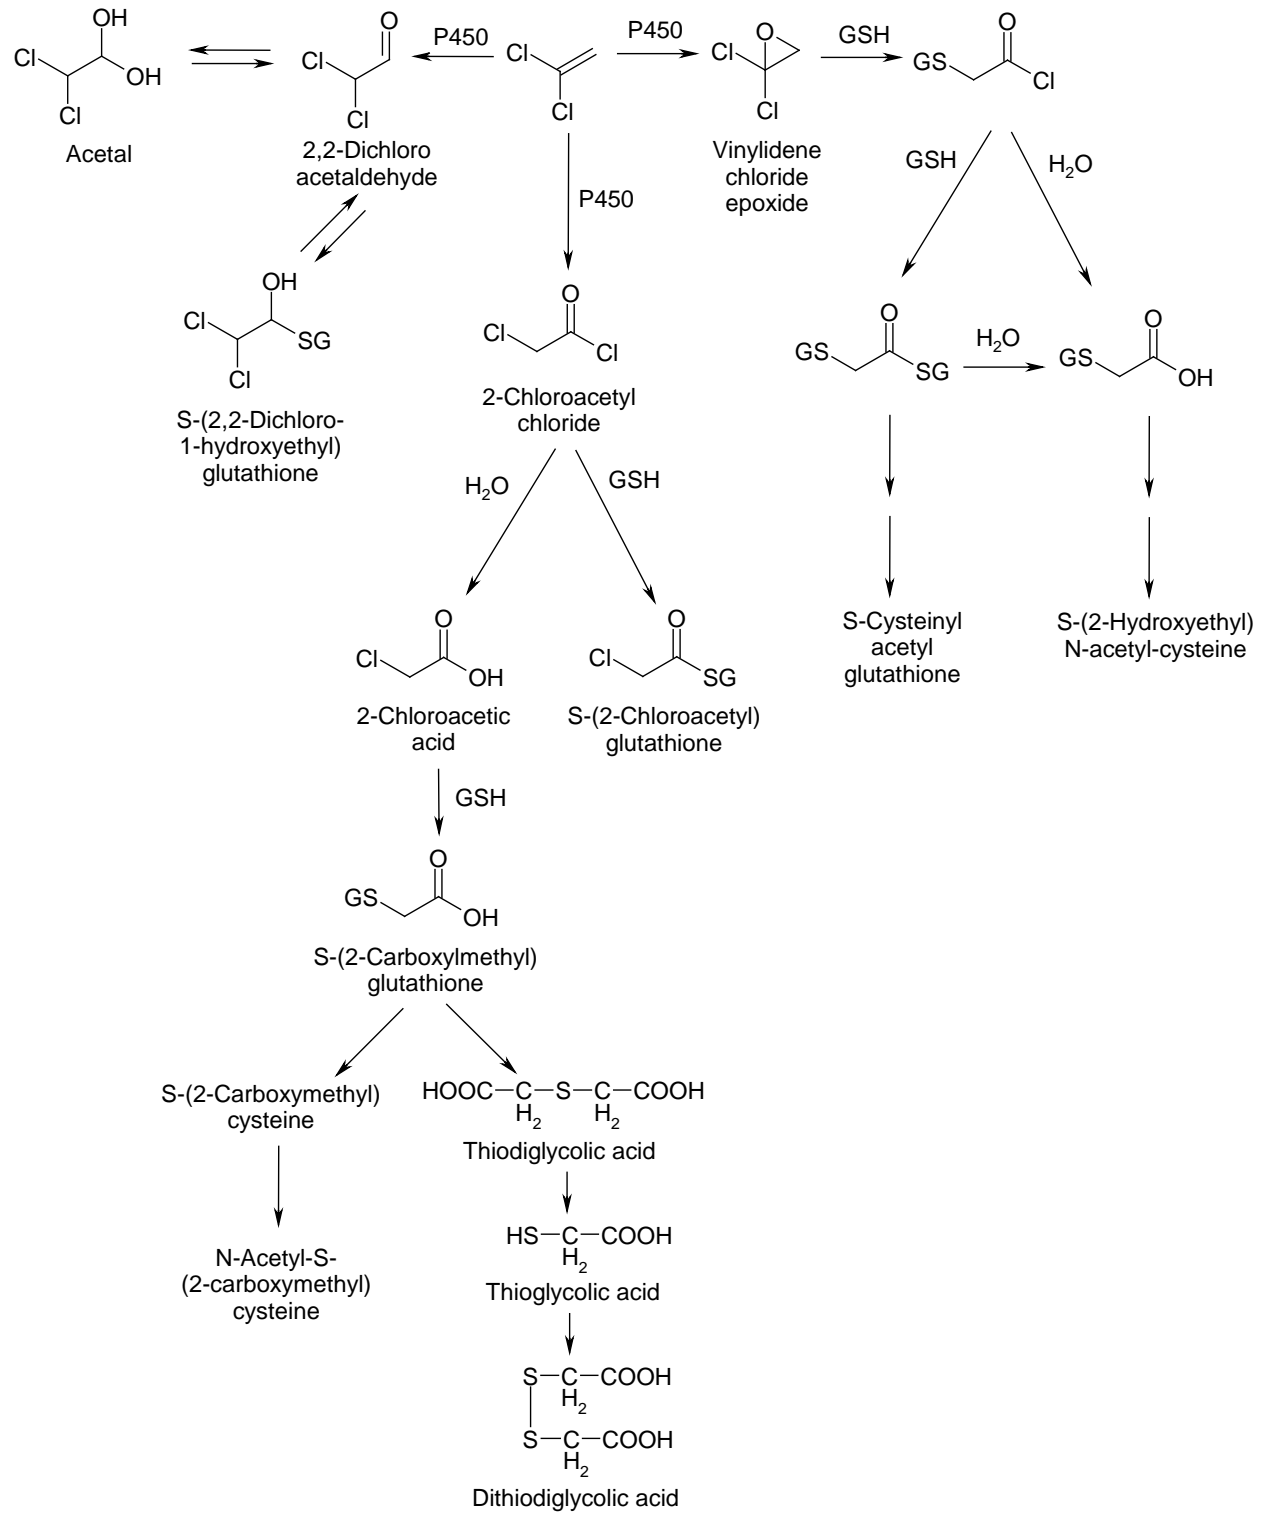 OH
Cl
OH
Cl
Acetal
O
Cl
Cl
2,2-Dichloro
acetaldehyde
P450
Cl
Cl
P450
O
Cl
Cl
Vinylidene
chloride
epoxide
GSH
O
GS
Cl
P450
GSH
H2O
OH
Cl
SG
Cl
S-(2,2-Dichloro-
1-hydroxyethyl)
glutathione
O
Cl
Cl
2-Chloroacetyl
chloride
O
GS
SG
H2O
O
GS
OH
H2O
GSH
S-Cysteinyl
acetyl
glutathione
S-(2-Hydroxyethyl)
N-acetyl-cysteine
O
Cl
OH
2-Chloroacetic
acid
O
Cl
SG
S-(2-Chloroacetyl)
glutathione
GSH
O
GS
OH
S-(2-Carboxylmethyl)
glutathione
S-(2-Carboxymethyl)
cysteine
HOOC-C-S-C-COOH
H2 H2
Thiodiglycolic acid
N-Acetyl-S-
(2-carboxymethyl)
cysteine
HS-C-COOH
H2
Thioglycolic acid
S-C-COOH
H2
S-C-COOH
H2
Dithiodiglycolic acid